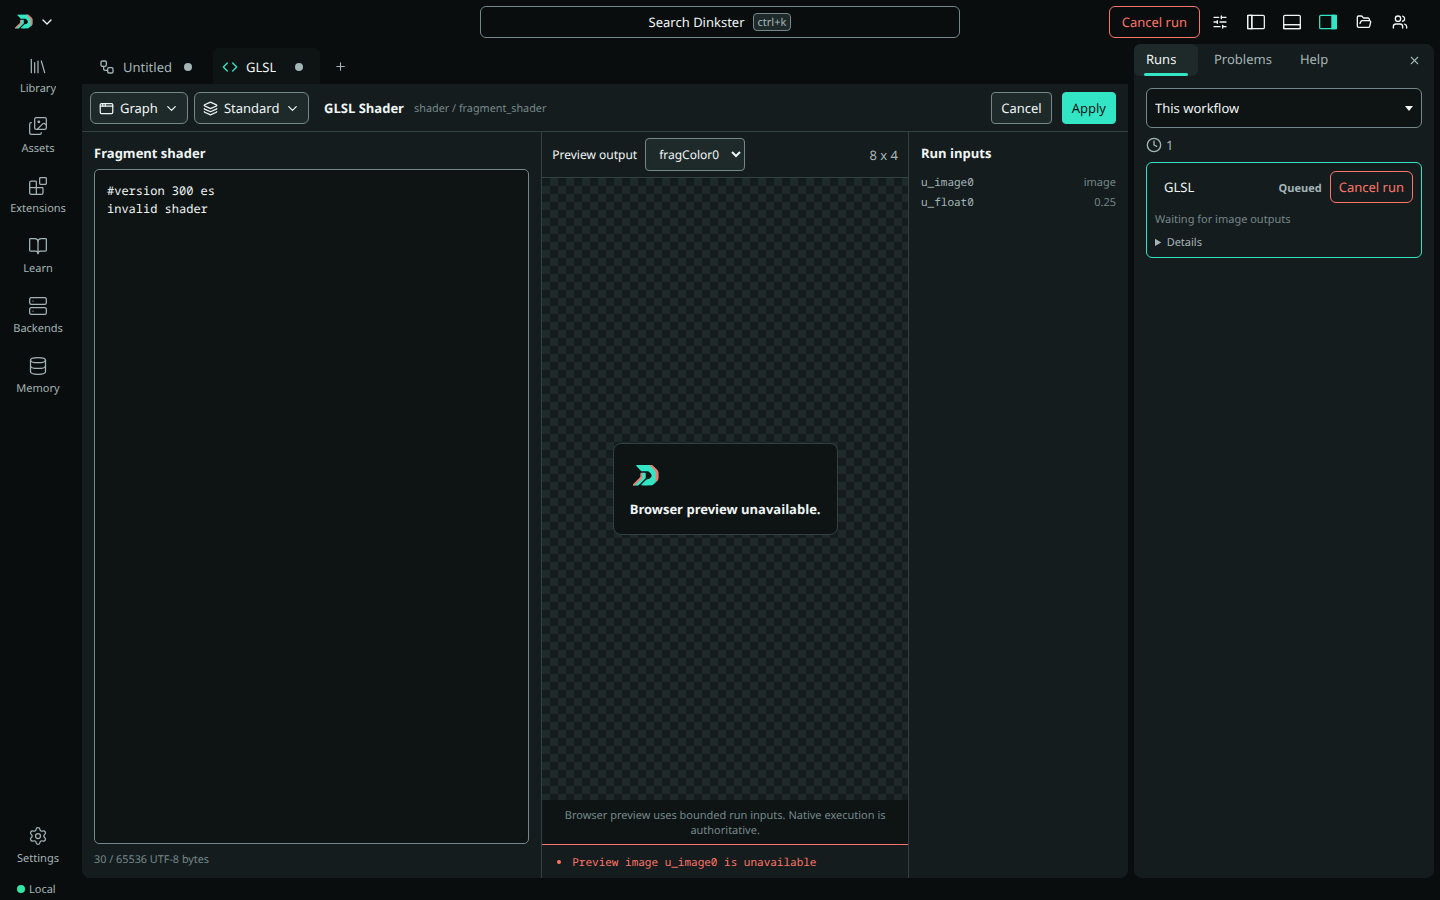 Search Dinkster ctrl+k
Cancel run
Library
Assets
Extensions
Learn
Backends
Memory
Settings
Local
Untitled
GLSL
Graph
Standard
GLSL Shader shader / fragment_shader
Cancel
Apply
Fragment shader
#version 300 es
invalid shader
30 / 65536 UTF-8 bytes
Preview output fragColor0 8 x 4
Browser preview unavailable.
Browser preview uses bounded run inputs. Native execution is
authoritative.
Preview image u_image0 is unavailable
Run inputs
u_image0 image
u_float0 0.25
Runs Problems Help
This workflow
1
GLSL Queued Cancel run
Waiting for image outputs
Details